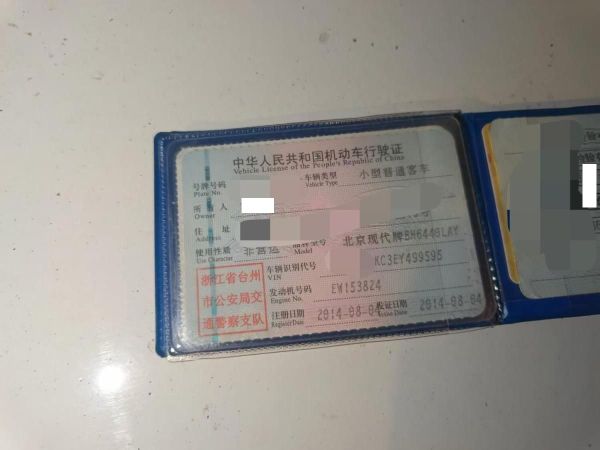 中华人民共和国机动车行驶证
Vehicle License of the People's Republic of China
号牌号码 车辆类型 小型普通客车
Plate No. Vehicle Type
所有人
Owner
住址
Address
使用性质 非营运 品牌型号 北京现代牌BH6448LAY
Use Character Model
浙江省台州
市公安局交
通警察支队
车辆识别代号 KC3EY499595
VIN
发动机号码 EW153824
Engine No.
注册日期 2014-08-04 发证日期 2014-08-04
Register Date Issue Date